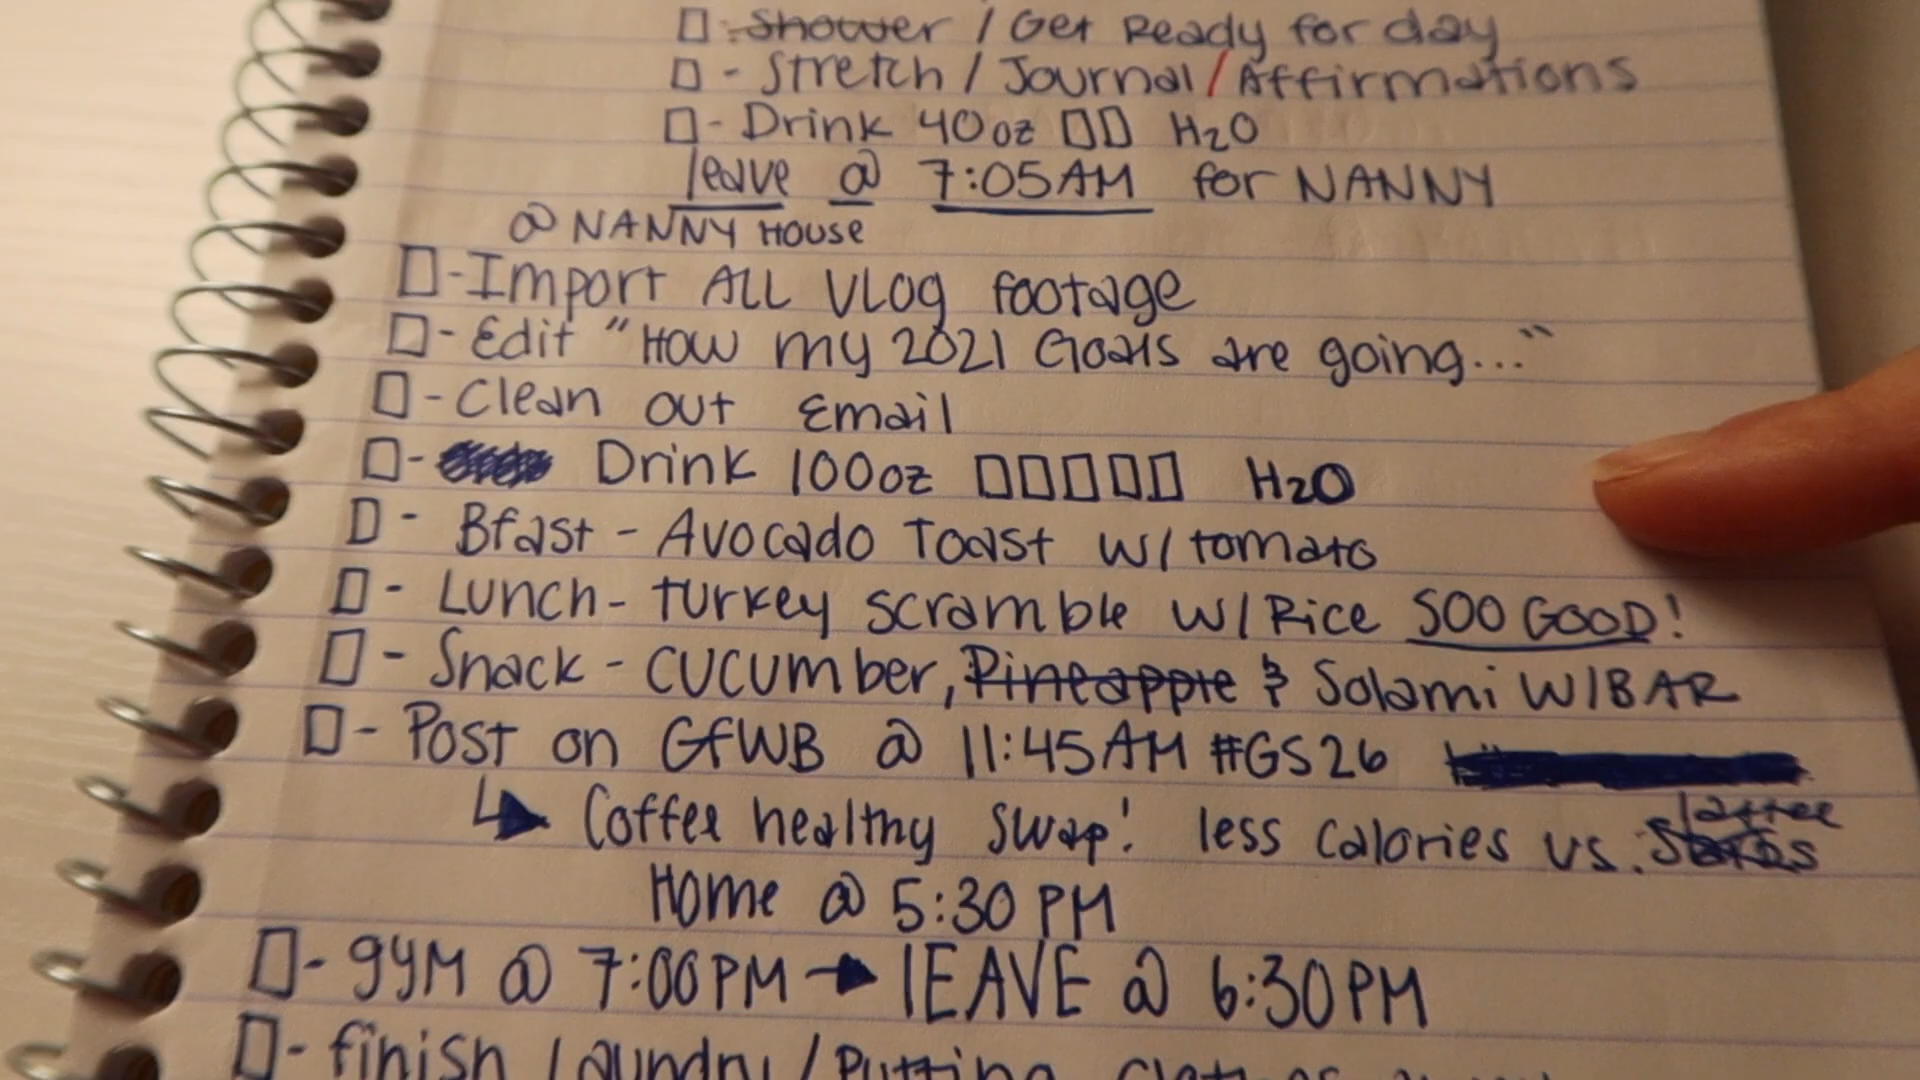 ☐ - Shower / Get Ready for day
☐ - Stretch / Journal / Affirmations
☐ - Drink 40oz ☐☐ H2O
leave @ 7:05AM for NANNY
@ NANNY HOUSE
☐ - Import ALL Vlog footage
☐ - Edit "How my 2021 Goals are going..."
☐ - Clean out Email
☐ - Drink 100oz ☐☐☐☐☐ H2O
☐ - Bfast - Avocado Toast w/ tomato
☐ - Lunch - turkey scramble w/ Rice SOO GOOD!
☐ - Snack - cucumber, Pineapple & Salami w/BAR
☐ - Post on GFWB @ 11:45AM #GS26
↳ Coffee healthy swap! less calories vs.
Home @ 5:30 PM
☐ - gyM @ 7:00PM → lEAVE @ 6:30PM
☐ - finish laundry / Putting clothes away